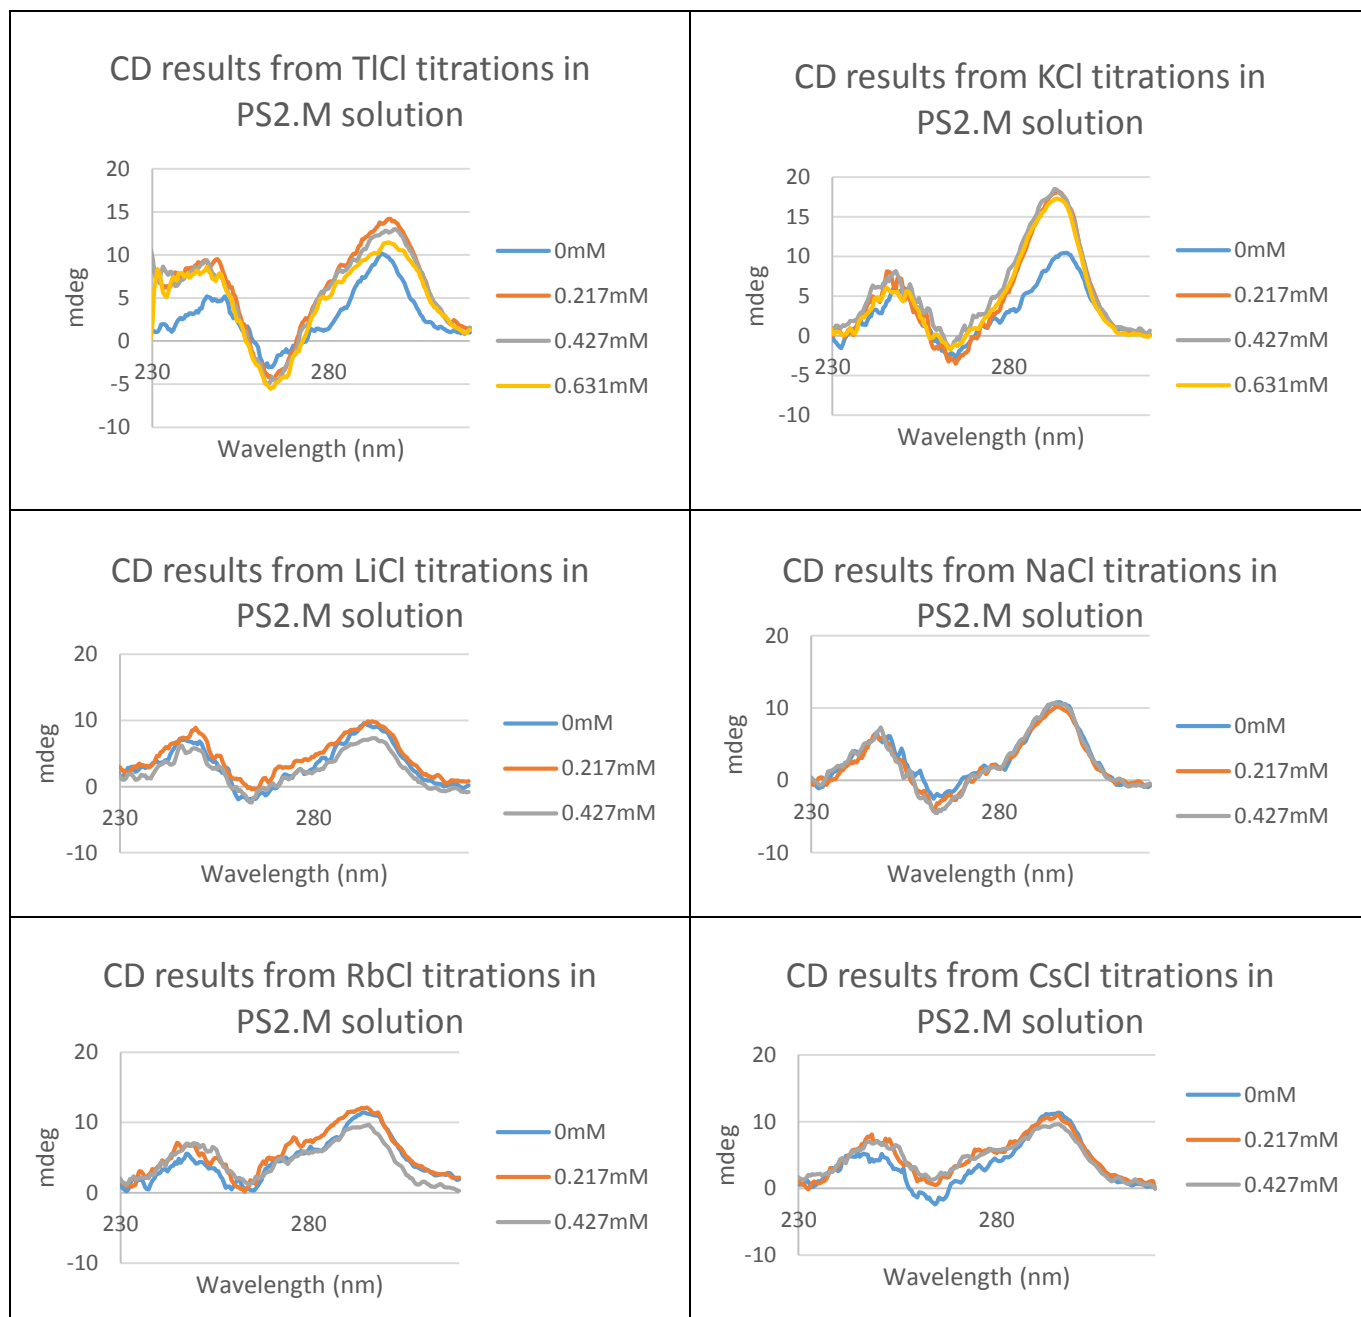 CD results from TlCl titrations in
PS2.M solution
20
15
10
5
0
-5
-10
230
280
mdeg
Wavelength (nm)
0mM
0.217mM
0.427mM
0.631mM
CD results from KCl titrations in
PS2.M solution
20
15
10
5
0
-5
-10
230
280
mdeg
Wavelength (nm)
0mM
0.217mM
0.427mM
0.631mM
CD results from LiCl titrations in
PS2.M solution
20
10
0
-10
230
280
mdeg
Wavelength (nm)
0mM
0.217mM
0.427mM
CD results from NaCl titrations in
PS2.M solution
20
10
0
-10
230
280
mdeg
Wavelength (nm)
0mM
0.217mM
0.427mM
CD results from RbCl titrations in
PS2.M solution
20
10
0
-10
230
280
mdeg
Wavelength (nm)
0mM
0.217mM
0.427mM
CD results from CsCl titrations in
PS2.M solution
20
10
0
-10
230
280
mdeg
Wavelength (nm)
0mM
0.217mM
0.427mM